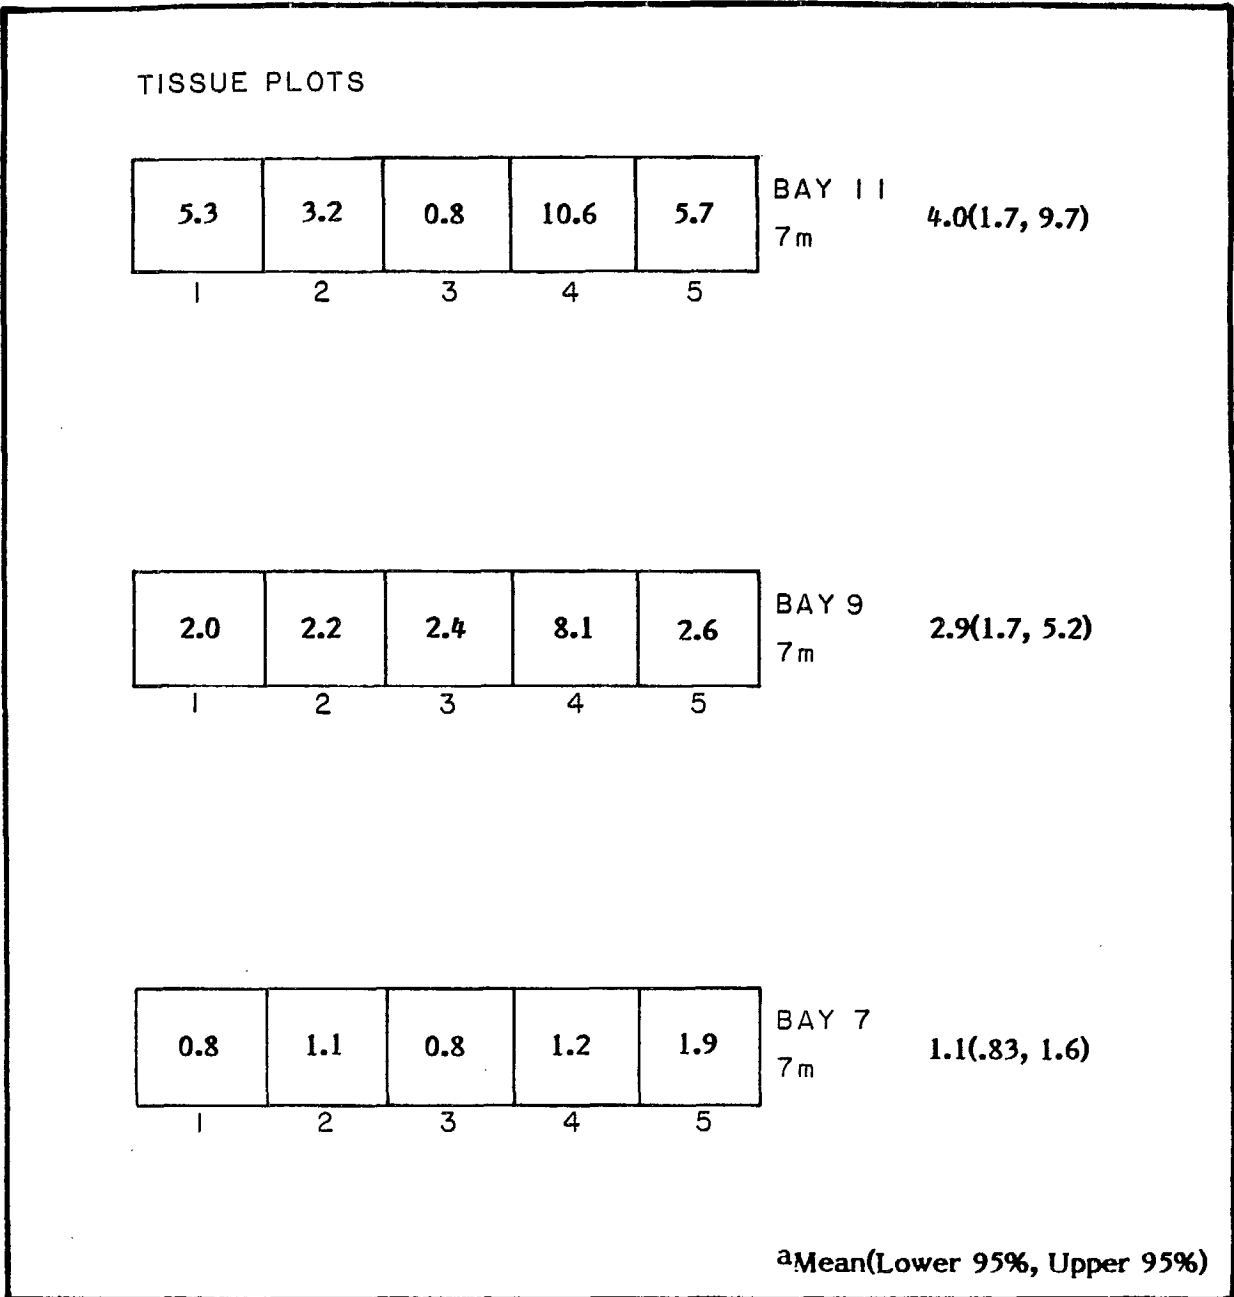 TISSUE PLOTS
5.3 3.2 0.8 10.6 5.7 BAY 11 7m 4.0(1.7, 9.7)
1 2 3 4 5
2.0 2.2 2.4 8.1 2.6 BAY 9 7m 2.9(1.7, 5.2)
1 2 3 4 5
0.8 1.1 0.8 1.2 1.9 BAY 7 7m 1.1(.83, 1.6)
1 2 3 4 5
aMean(Lower 95%, Upper 95%)